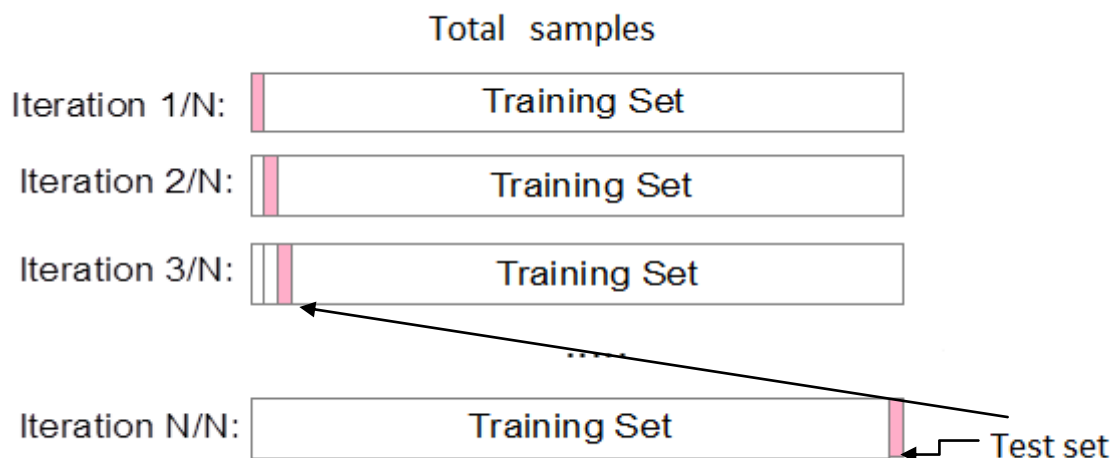 Total samples
Iteration 1/N: Training Set
Iteration 2/N: Training Set
Iteration 3/N: Training Set
.....
Iteration N/N: Training Set
Test set